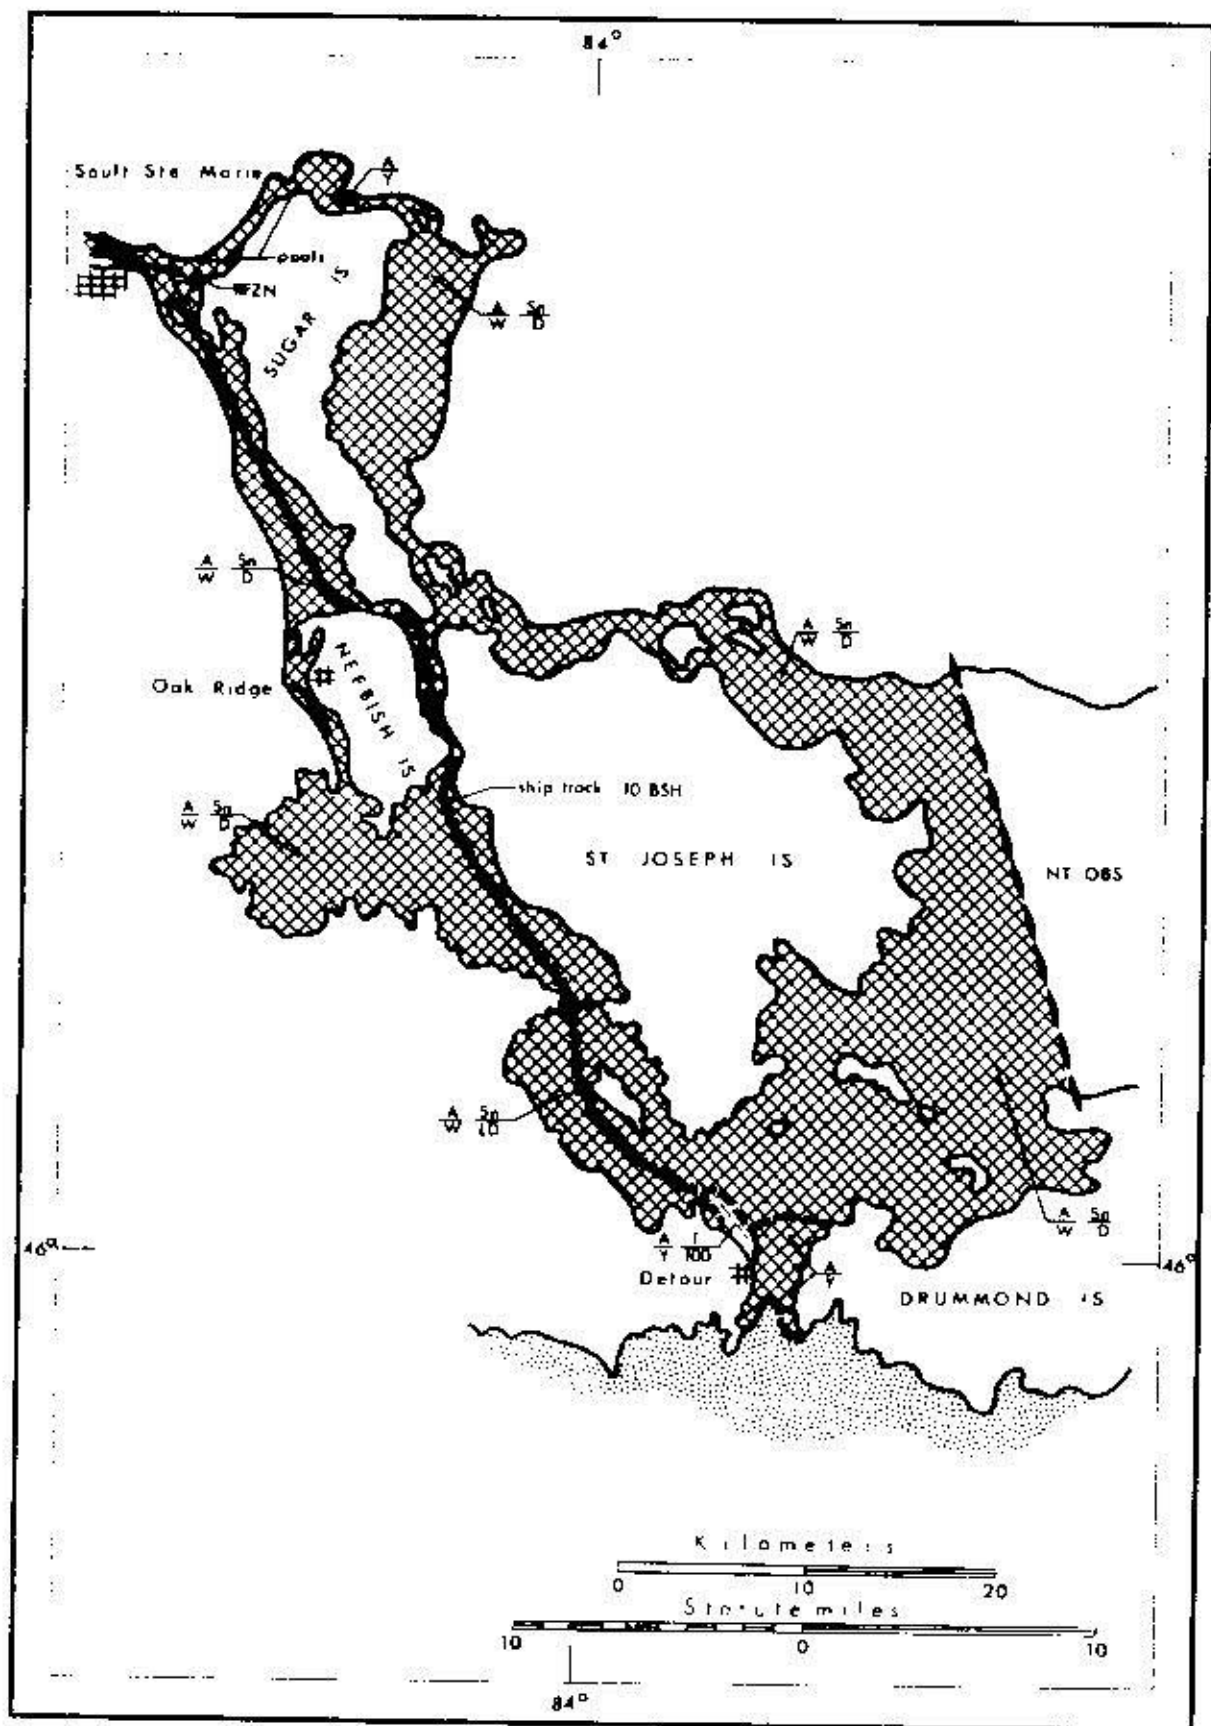 84°
Sault Ste Marie
A
Y
pools
FZN
SUGAR IS
A Sn
W D
A Sn
W D
A Sn
W D
NEEBISH IS
Oak Ridge
ship track 10 BSH
A Sn
W D
ST JOSEPH IS
NT OBS
A Sn
W D
A Sn
W D
46°
A
Y 100
46°
Detour
A
Y
DRUMMOND IS
Kilometers
0 10 20
Statute miles
10 0 10
84°